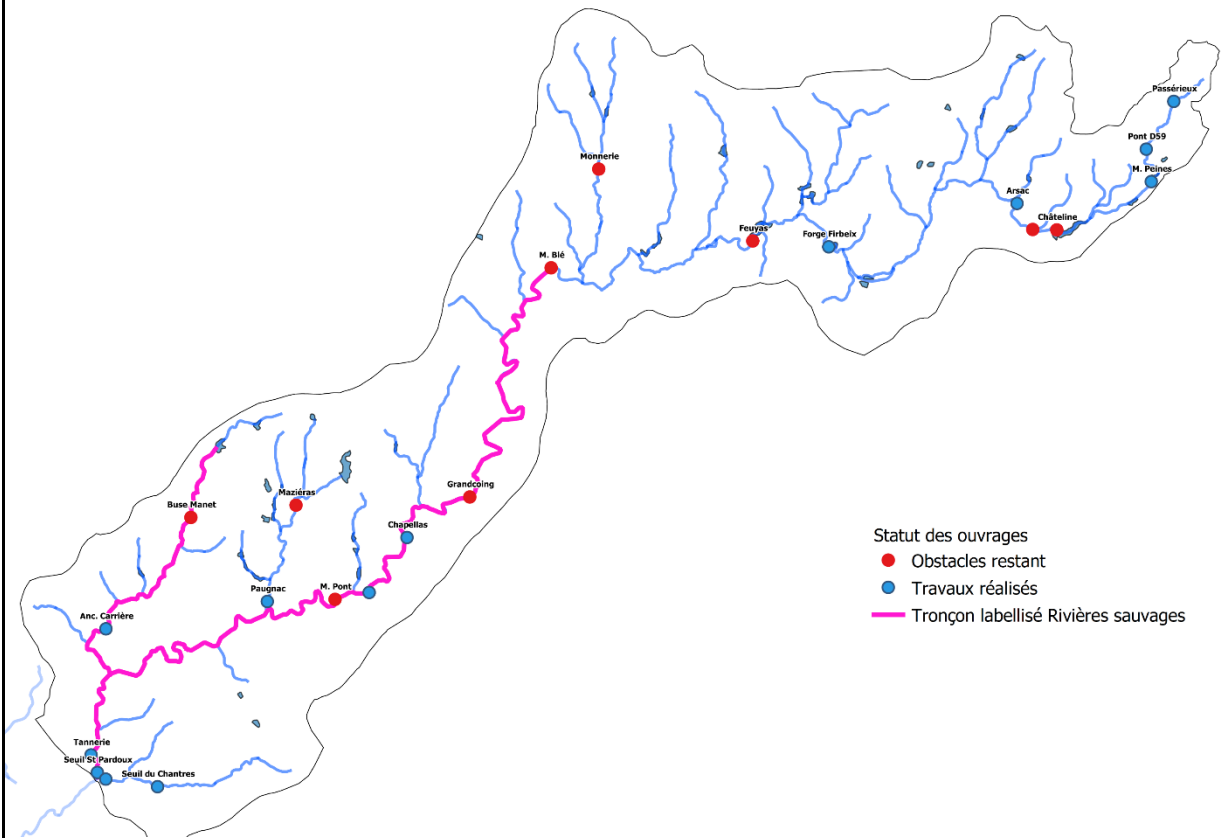 Passérieux
Pont D59
M. Peines
Monnerie
Arsac
Châteline
Feuyas
Forge Firbeix
M. Blé
Grandcoing
Maziéras
Buse Manet
Chapellas
M. Pont
Paugnac
Anc. Carrière
Tannerie
Seuil St Pardoux
Seuil du Chantres
Statut des ouvrages
Obstacles restant
Travaux réalisés
Tronçon labellisé Rivières sauvages